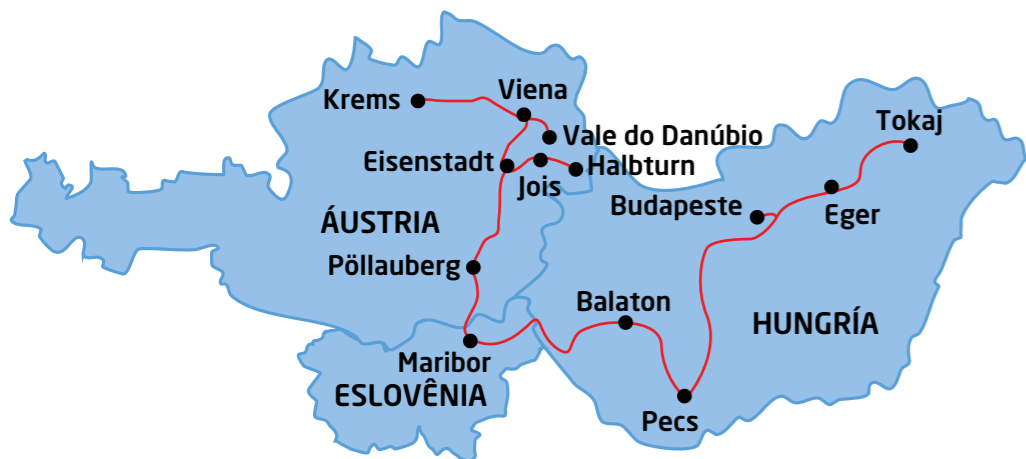 Krems
Viena
Vale do Danúbio
Tokaj
Eisenstadt
Halbturn
Jois
Budapeste
Eger
ÁUSTRIA
Pöllauberg
Balaton
HUNGRÍA
Maribor
ESLOVÊNIA
Pecs